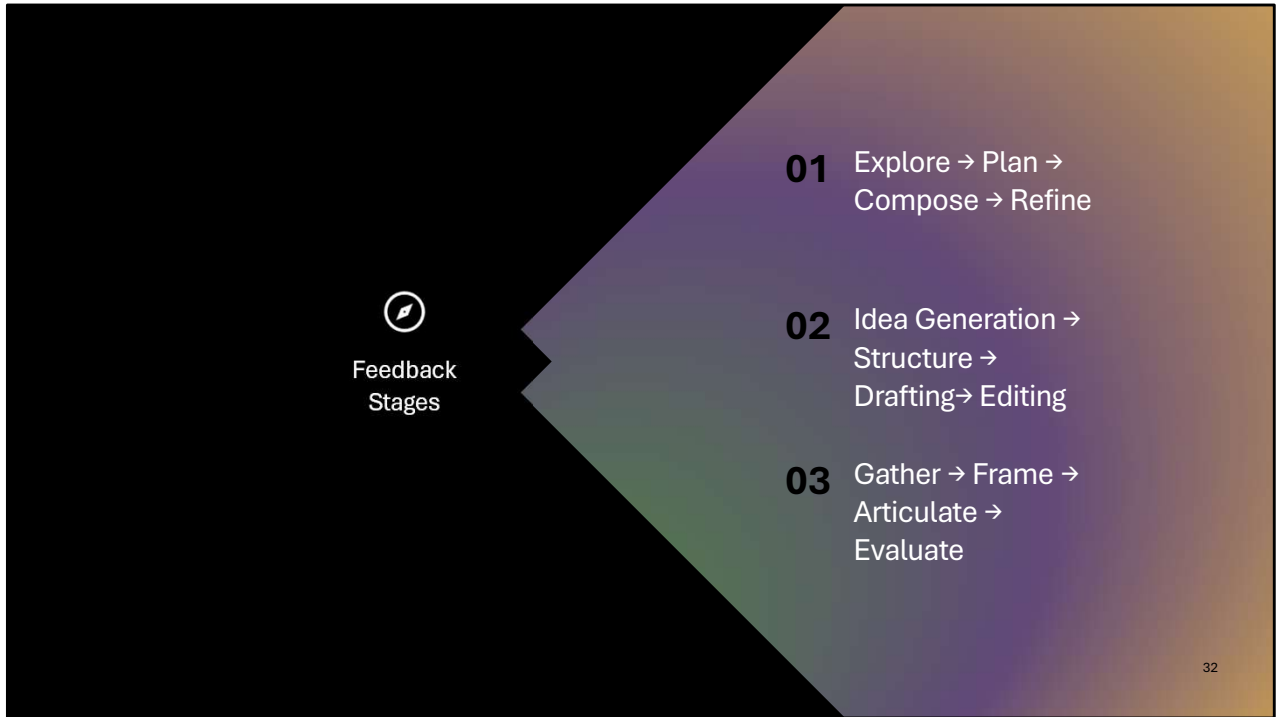 Feedback
Stages
01
Explore → Plan →
Compose → Refine
02
Idea Generation →
Structure →
Drafting→ Editing
03
Gather → Frame →
Articulate →
Evaluate
32